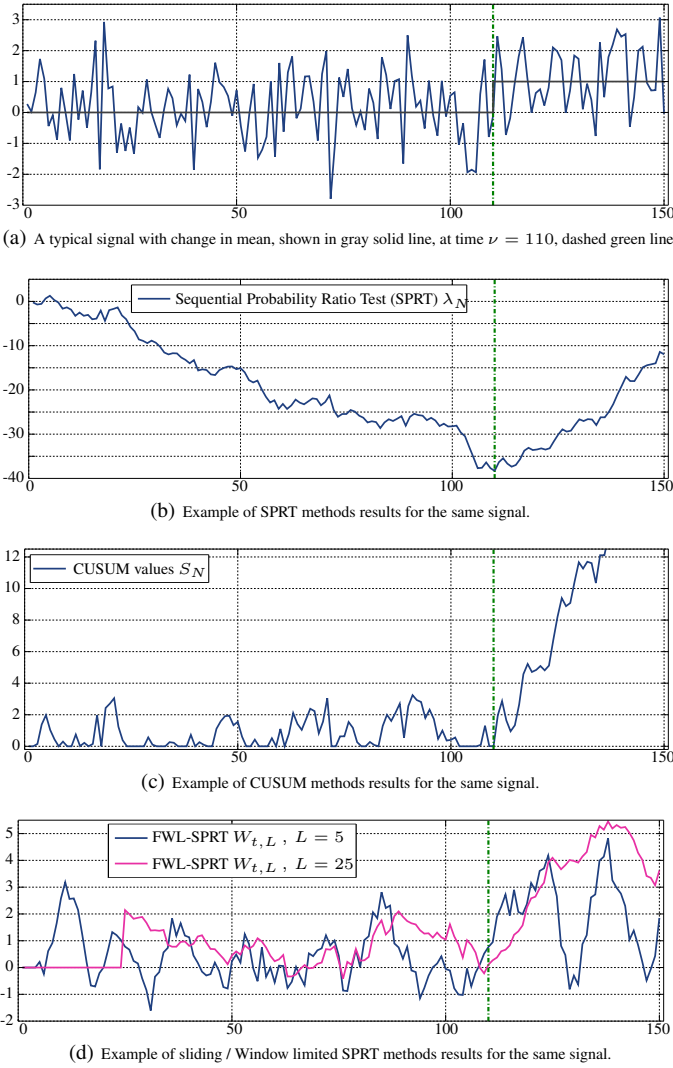 3
2
1
0
-1
-2
-3
0 50 100 150
(a) A typical signal with change in mean, shown in gray solid line, at time ν = 110, dashed green line
Sequential Probability Ratio Test (SPRT) λN
0
-10
-20
-30
-40
0 50 100 150
(b) Example of SPRT methods results for the same signal.
CUSUM values SN
12
10
8
6
4
2
0
0 50 100 150
(c) Example of CUSUM methods results for the same signal.
FWL-SPRT Wt,L , L = 5
FWL-SPRT Wt,L , L = 25
5
4
3
2
1
0
-1
-2
0 50 100 150
(d) Example of sliding / Window limited SPRT methods results for the same signal.